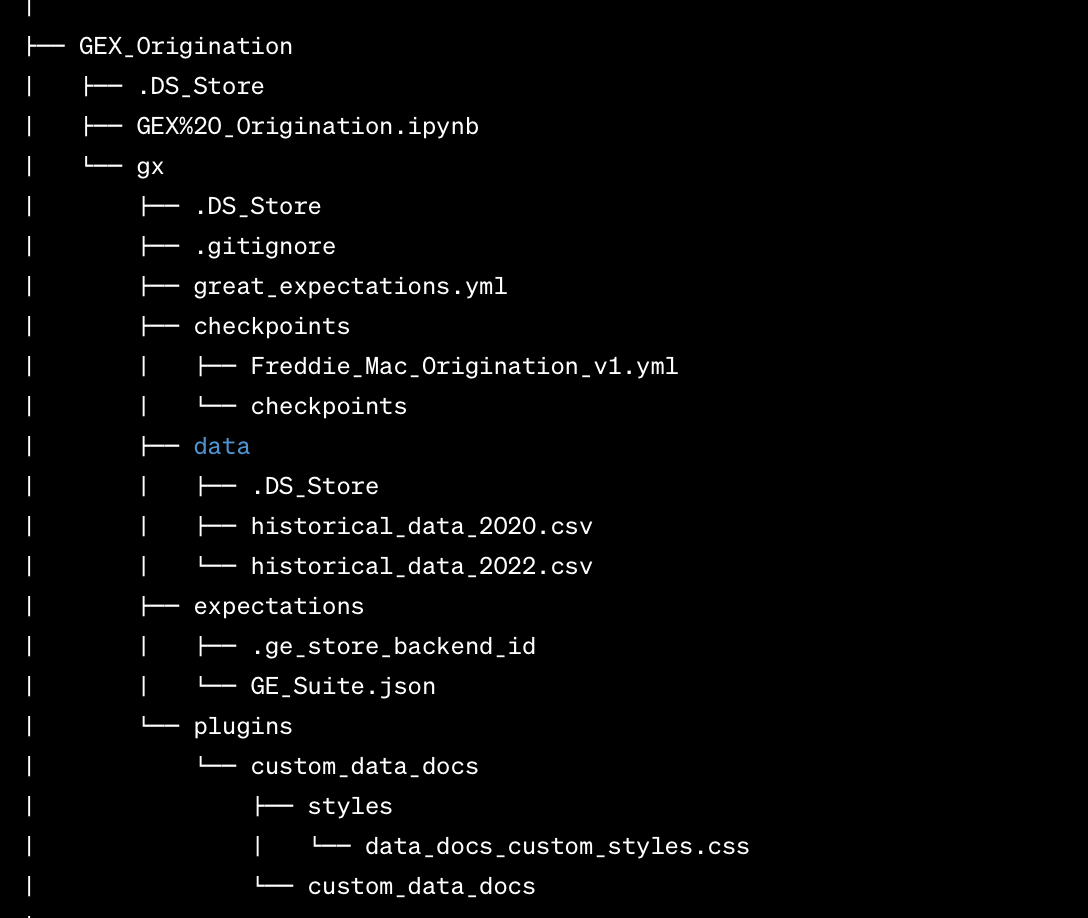 │
├── GEX_Origination
│   ├── .DS_Store
│   ├── GEX%20_Origination.ipynb
│   └── gx
│       ├── .DS_Store
│       ├── .gitignore
│       ├── great_expectations.yml
│       ├── checkpoints
│       │   ├── Freddie_Mac_Origination_v1.yml
│       │   └── checkpoints
│       ├── data
│       │   ├── .DS_Store
│       │   ├── historical_data_2020.csv
│       │   └── historical_data_2022.csv
│       ├── expectations
│       │   ├── .ge_store_backend_id
│       │   └── GE_Suite.json
│       └── plugins
│           └── custom_data_docs
│               ├── styles
│               │   └── data_docs_custom_styles.css
│               └── custom_data_docs